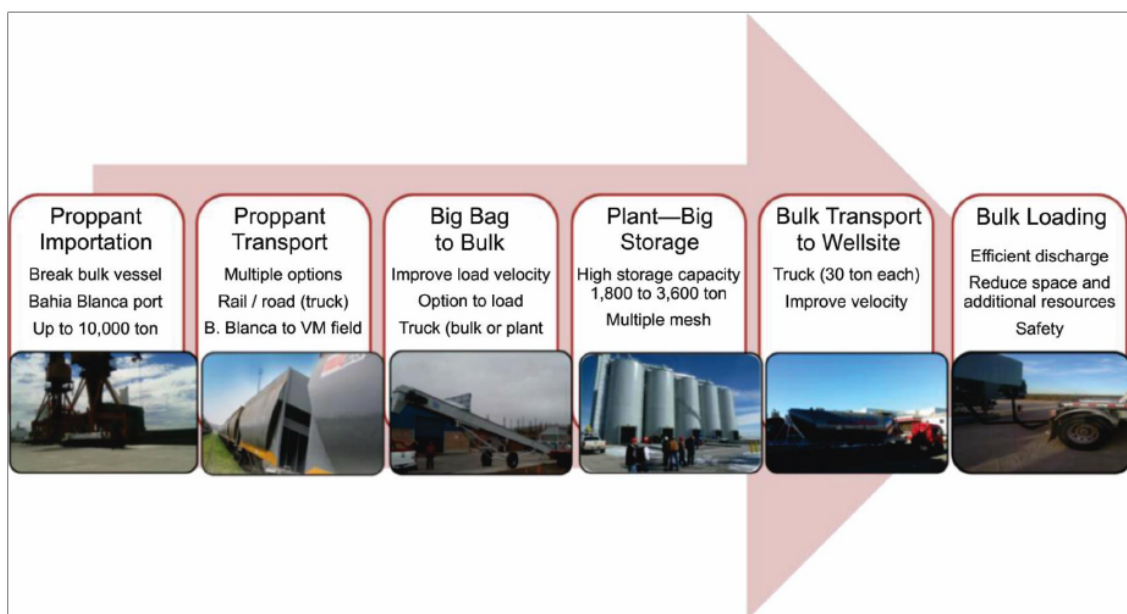 Proppant
Importation
Break bulk vessel
Bahia Blanca port
Up to 10,000 ton
Proppant
Transport
Multiple options
Rail / road (truck)
B. Blanca to VM field
Big Bag
to Bulk
Improve load velocity
Option to load
Truck (bulk or plant
Plant—Big
Storage
High storage capacity
1,800 to 3,600 ton
Multiple mesh
Bulk Transport
to Wellsite
Truck (30 ton each)
Improve velocity
Bulk Loading
Efficient discharge
Reduce space and
additional resources
Safety